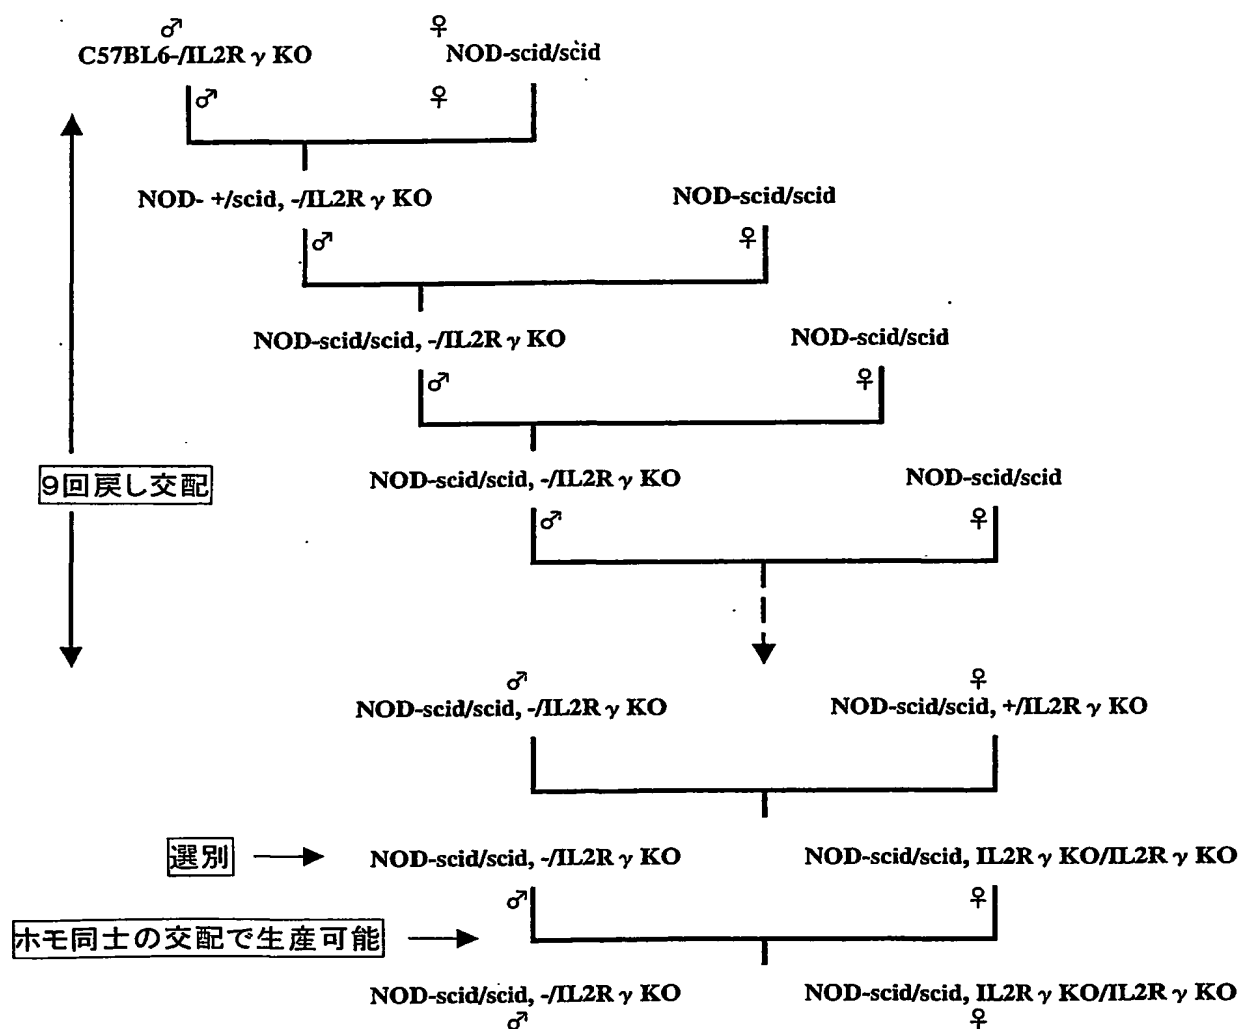 ♂ ♀
C57BL6-/IL2R γ KO NOD-scid/scid
♂ ♀
NOD- +/scid, -/IL2R γ KO NOD-scid/scid
♂ ♀
NOD-scid/scid, -/IL2R γ KO NOD-scid/scid
♂ ♀
9回戻し交配
NOD-scid/scid, -/IL2R γ KO NOD-scid/scid
♂ ♀
♂ ♀
NOD-scid/scid, -/IL2R γ KO NOD-scid/scid, +/IL2R γ KO
選別 NOD-scid/scid, -/IL2R γ KO NOD-scid/scid, IL2R γ KO/IL2R γ KO
♂ ♀
ホモ同士の交配で生産可能
NOD-scid/scid, -/IL2R γ KO NOD-scid/scid, IL2R γ KO/IL2R γ KO
♂ ♀